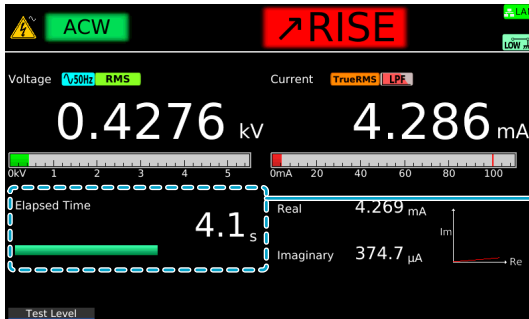 ACW
↗RISE
LAN
LOW
Voltage 50Hz RMS
0.4276 kV
0kV 1 2 3 4 5
Current TrueRMS LPF
4.286 mA
0mA 20 40 60 80 100
Elapsed Time
4.1 s
Real 4.269 mA
Imaginary 374.7 μA
Im
Re
Test Level